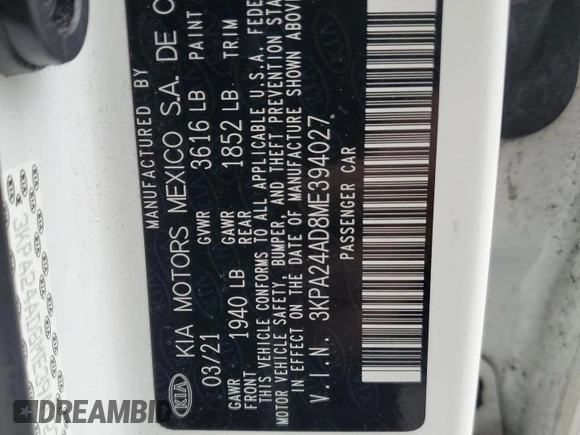 MANUFACTURED BY
KIA KIA MOTORS MEXICO S.A. DE C
03/21 GVWR 3616 LB PAINT
GAWR FRONT 1940 LB GAWR REAR 1852 LB TRIM
THIS VEHICLE CONFORMS TO ALL APPLICABLE U.S.A. FEDE
MOTOR VEHICLE SAFETY, BUMPER, AND THEFT PREVENTION STA
IN EFFECT ON THE DATE OF MANUFACTURE SHOWN ABOVE
V.I.N. 3KPA24AD8ME394027
PASSENGER CAR
DREAMBID